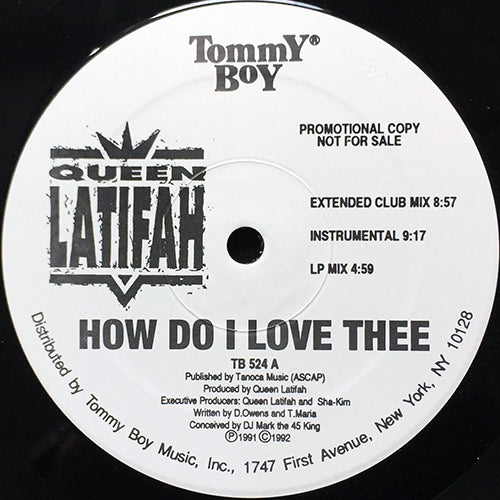 Tommy®
Boy
PROMOTIONAL COPY
NOT FOR SALE
QUEEN
LATIFAH
EXTENDED CLUB MIX 8:57
INSTRUMENTAL 9:17
LP MIX 4:59
HOW DO I LOVE THEE
TB 524 A
Published by Tanoca Music (ASCAP)
Produced by Queen Latifah
Executive Producers: Queen Latifah and Sha-Kim
Written by D.Owens and T.Maria
Conceived by DJ Mark the 45 King
Ⓟ1991 Ⓒ1992
Distributed by Tommy Boy Music, Inc., 1747 First Avenue, New York, NY 10128